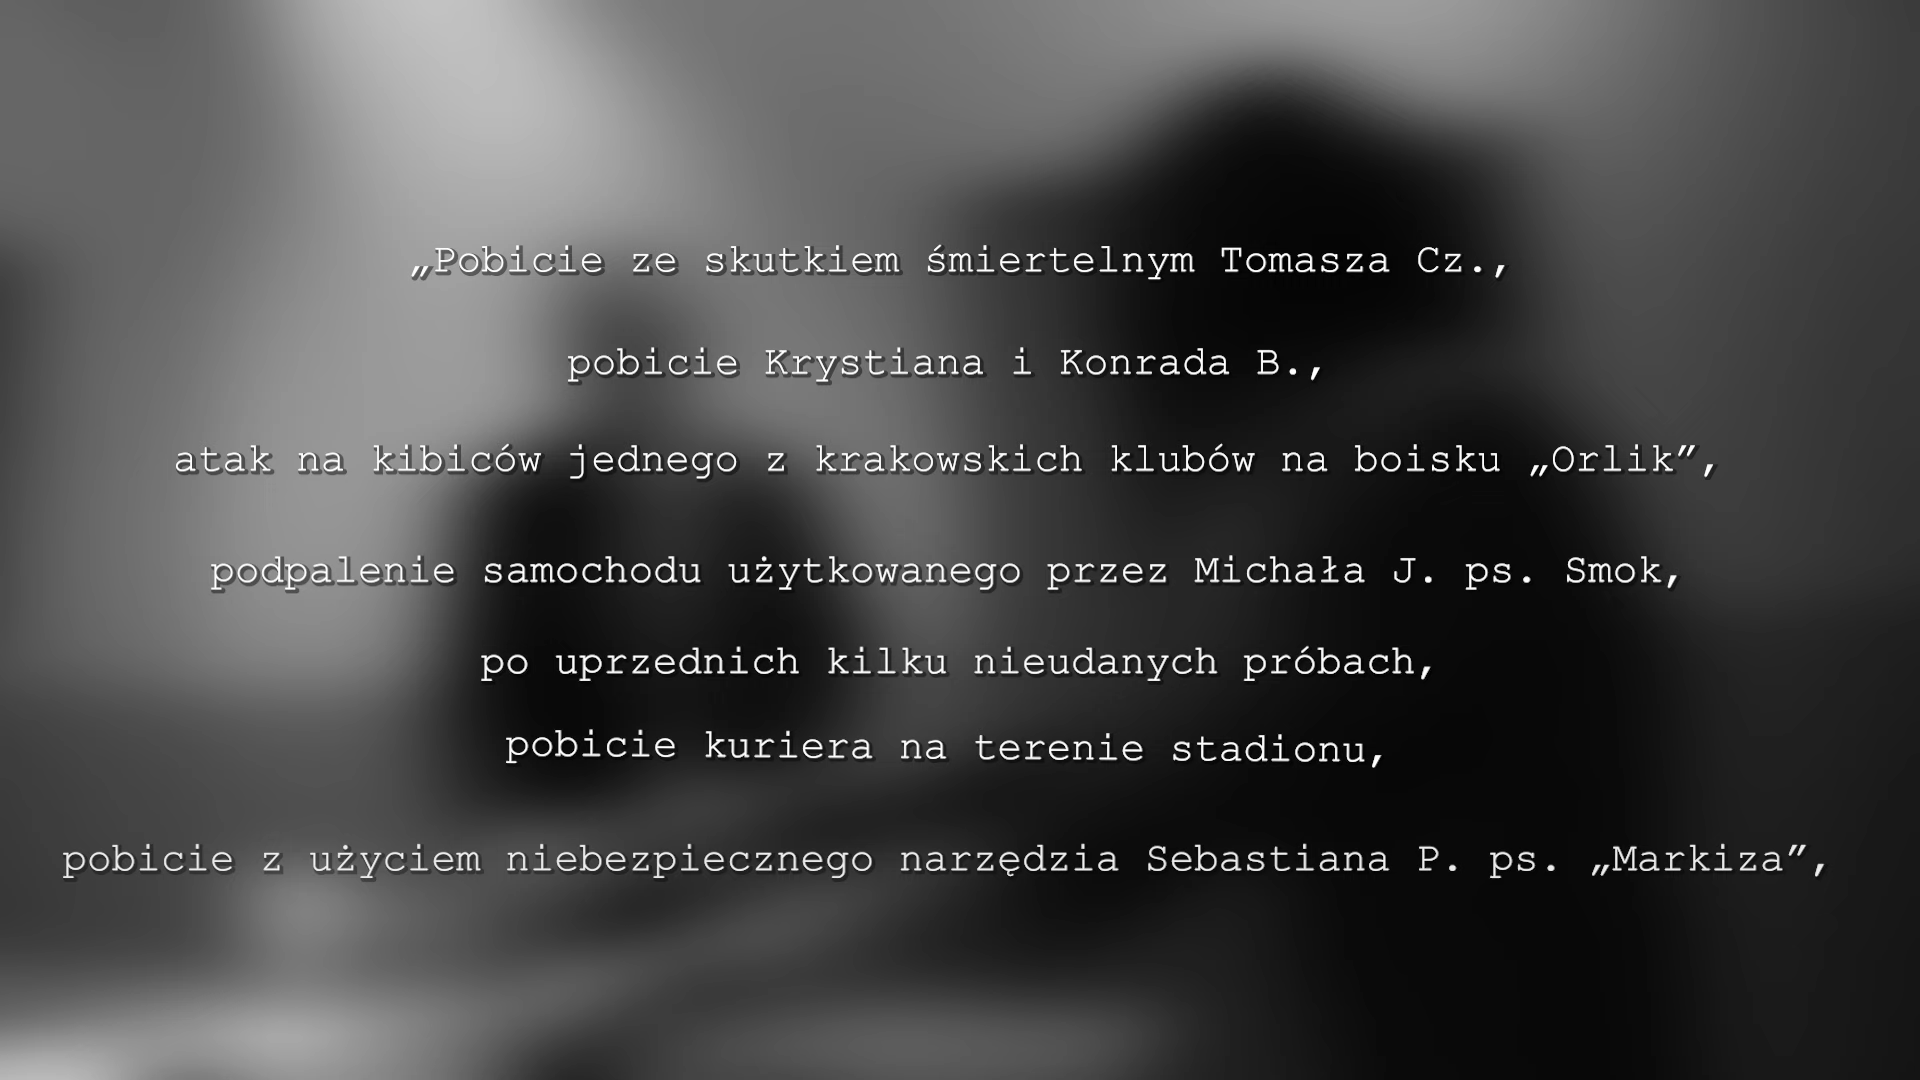 „Pobicie ze skutkiem śmiertelnym Tomasza Cz.,
pobicie Krystiana i Konrada B.,
atak na kibiców jednego z krakowskich klubów na boisku „Orlik”,
podpalenie samochodu użytkowanego przez Michała J. ps. Smok,
po uprzednich kilku nieudanych próbach,
pobicie kuriera na terenie stadionu,
pobicie z użyciem niebezpiecznego narzędzia Sebastiana P. ps. „Markiza”,